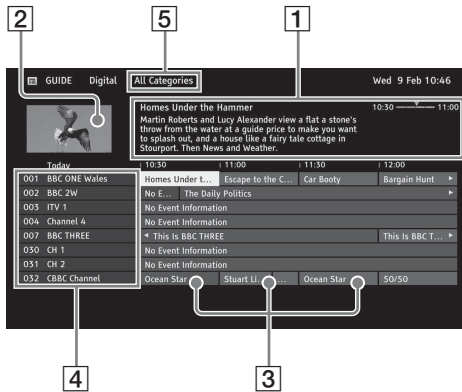 2
5
1
GUIDE Digital All Categories Wed 9 Feb 10:46
Homes Under the Hammer 10:30 11:00
Martin Roberts and Lucy Alexander view a flat a stone's
throw from the water at a guide price to make you want
to splash out, and a house like a fairy tale cottage in
Stourport. Then News and Weather.
Today 10:30 11:00 11:30 12:00
001 BBC ONE Wales Homes Under t... Escape to the C... Car Booty Bargain Hunt
002 BBC 2W No E... The Daily Politics
003 ITV 1 No Event Information
004 Channel 4 No Event Information
007 BBC THREE This Is BBC THREE This Is BBC T...
030 CH 1 No Event Information
031 CH 2 No Event Information
032 CBBC Channel Ocean Star Stuart Li... ... Ocean Star 50/50
4
3